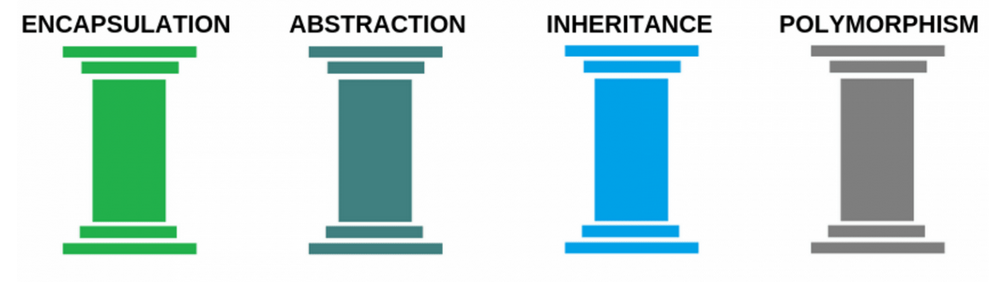 ENCAPSULATION ABSTRACTION INHERITANCE POLYMORPHISM